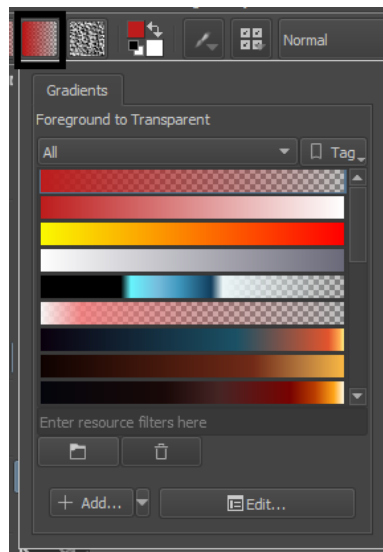 Normal
Gradients
Foreground to Transparent
All
Tag
Enter resource filters here
+ Add...
Edit...